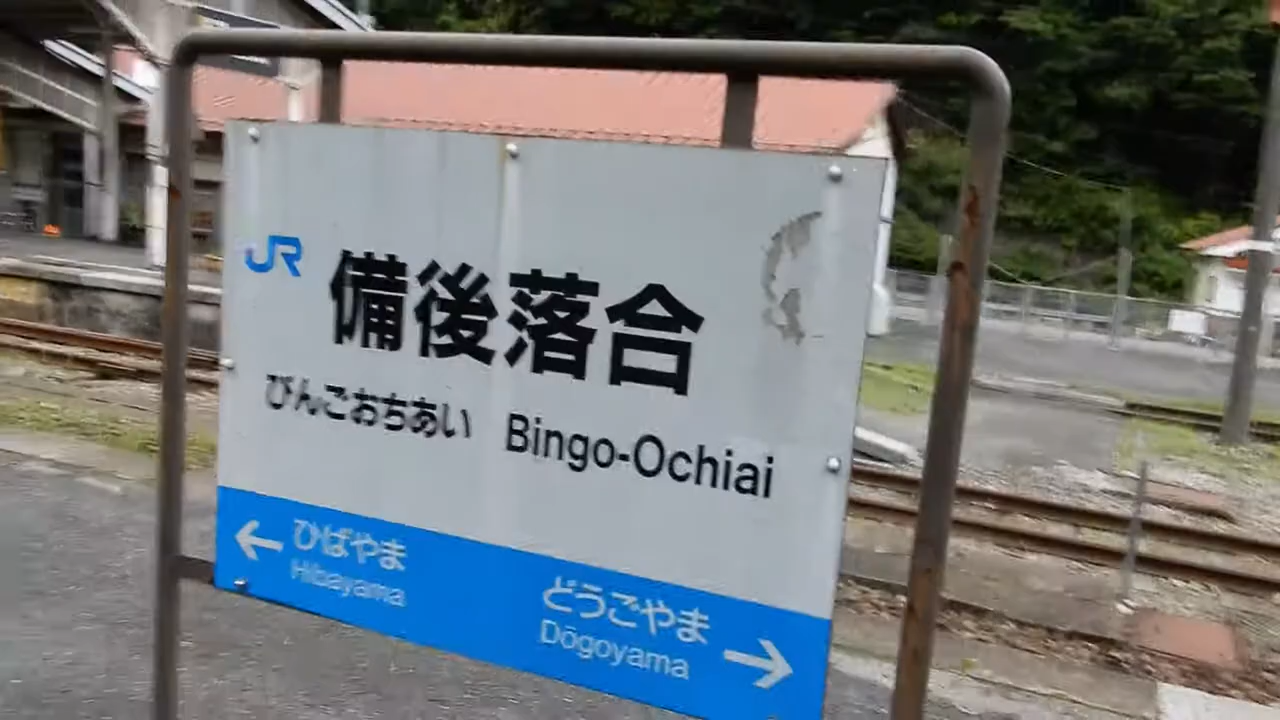 JR
備後落合
びんごおちあい Bingo-Ochiai
← ひばやま
Hibayama
どうごやま
Dōgoyama →